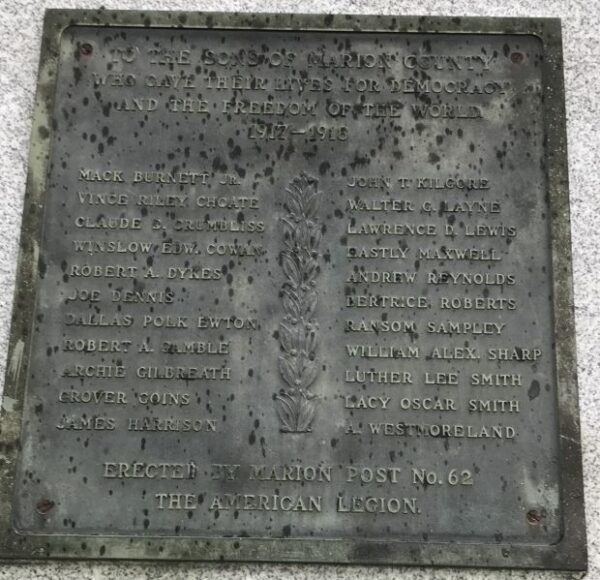 TO THE SONS OF MARION COUNTY
WHO GAVE THEIR LIVES FOR DEMOCRACY
AND THE FREEDOM OF THE WORLD
1917–1918
MACK BURNETT, JR.
VINCE RILEY CHOATE
CLAUDE C. CRUMBLISS
WINSLOW EDW. COWAN
ROBERT A. DYKES
JOE DENNIS
DALLAS POLK EWTON
ROBERT A. GAMBLE
ARCHIE GILBREATH
GROVER GOINS
JAMES HARRISON
JOHN T. KILGORE
WALTER G. LAYNE
LAWRENCE D. LEWIS
GASTLY MAXWELL
ANDREW REYNOLDS
BERTRICE ROBERTS
RANSOM SAMPLEY
WILLIAM ALEX. SHARP
LUTHER LEE SMITH
LACY OSCAR SMITH
A. WESTMORELAND
ERECTED BY MARION POST NO. 62
THE AMERICAN LEGION.